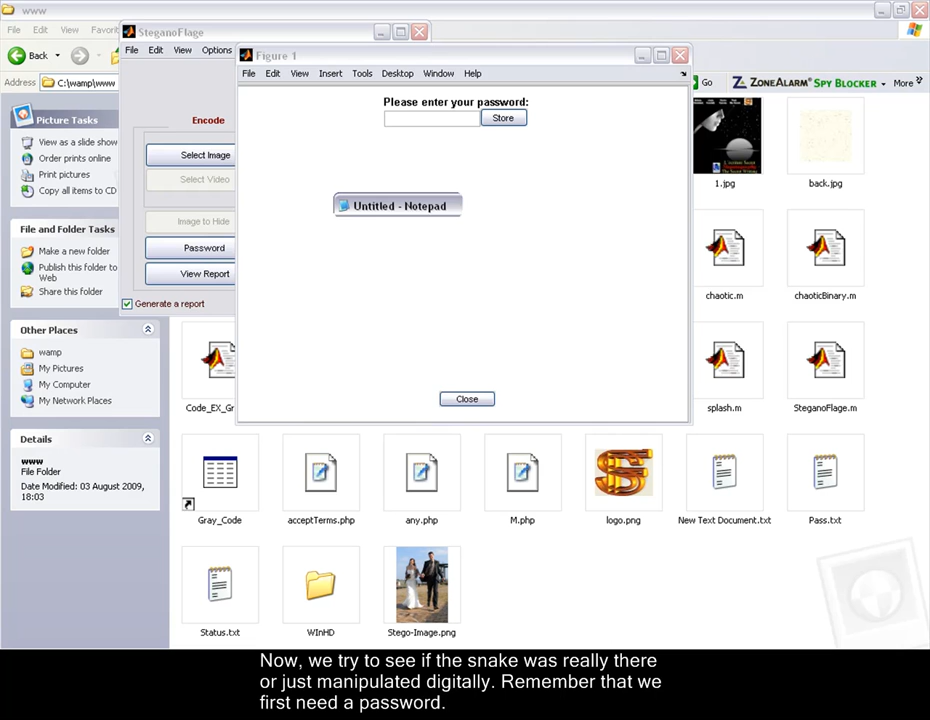 www
File Edit View Favori
Back
Address C:\wamp\www
Go
ZONEALARM SPY BLOCKER
More
SteganoFlage
File Edit View Options
Encode
Select Image
Select Video
Image to Hide
Password
View Report
Generate a report
Figure 1
File Edit View Insert Tools Desktop Window Help
Please enter your password:
Store
Untitled - Notepad
Close
Picture Tasks
View as a slide show
Order prints online
Print pictures
Copy all items to CD
File and Folder Tasks
Make a new folder
Publish this folder to
Web
Share this folder
Other Places
wamp
My Pictures
My Computer
My Network Places
Details
www
File Folder
Date Modified: 03 August 2009,
18:03
1.jpg
back.jpg
chaotic.m
chaoticBinary.m
Code_EX_Gr
splash.m
SteganoFlage.m
Gray_Code
acceptTerms.php
any.php
M.php
logo.png
New Text Document.txt
Pass.txt
Status.txt
WInHD
Stego-Image.png
Now, we try to see if the snake was really there
or just manipulated digitally. Remember that we
first need a password.